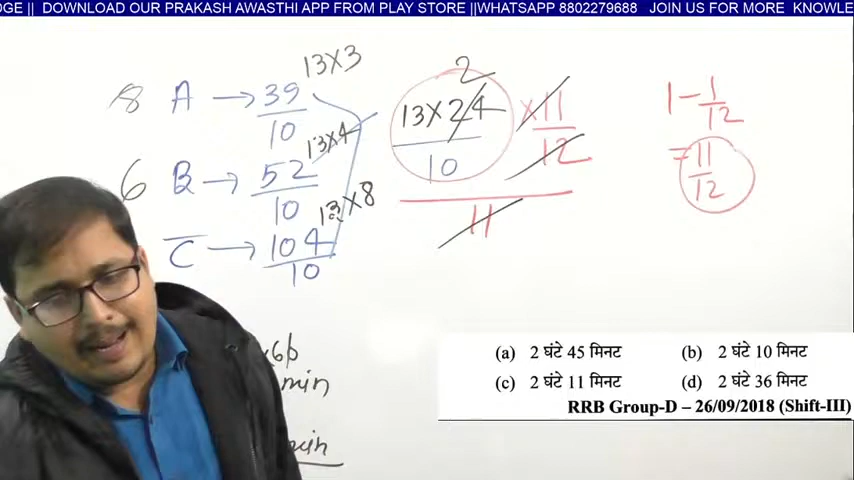 DGE || DOWNLOAD OUR PRAKASH AWASTHI APP FROM PLAY STORE ||WHATSAPP 8802279688 JOIN US FOR MORE KNOWLE
8 A → 39/10 13×3
6 B → 52/10 13×4
C → 104/10 13×8
2
13×24/10 ×11/12
11
1-1/12
=11/12
×60
min
min
(a) 2 घंटे 45 मिनट (b) 2 घंटे 10 मिनट
(c) 2 घंटे 11 मिनट (d) 2 घंटे 36 मिनट
RRB Group-D – 26/09/2018 (Shift-III)